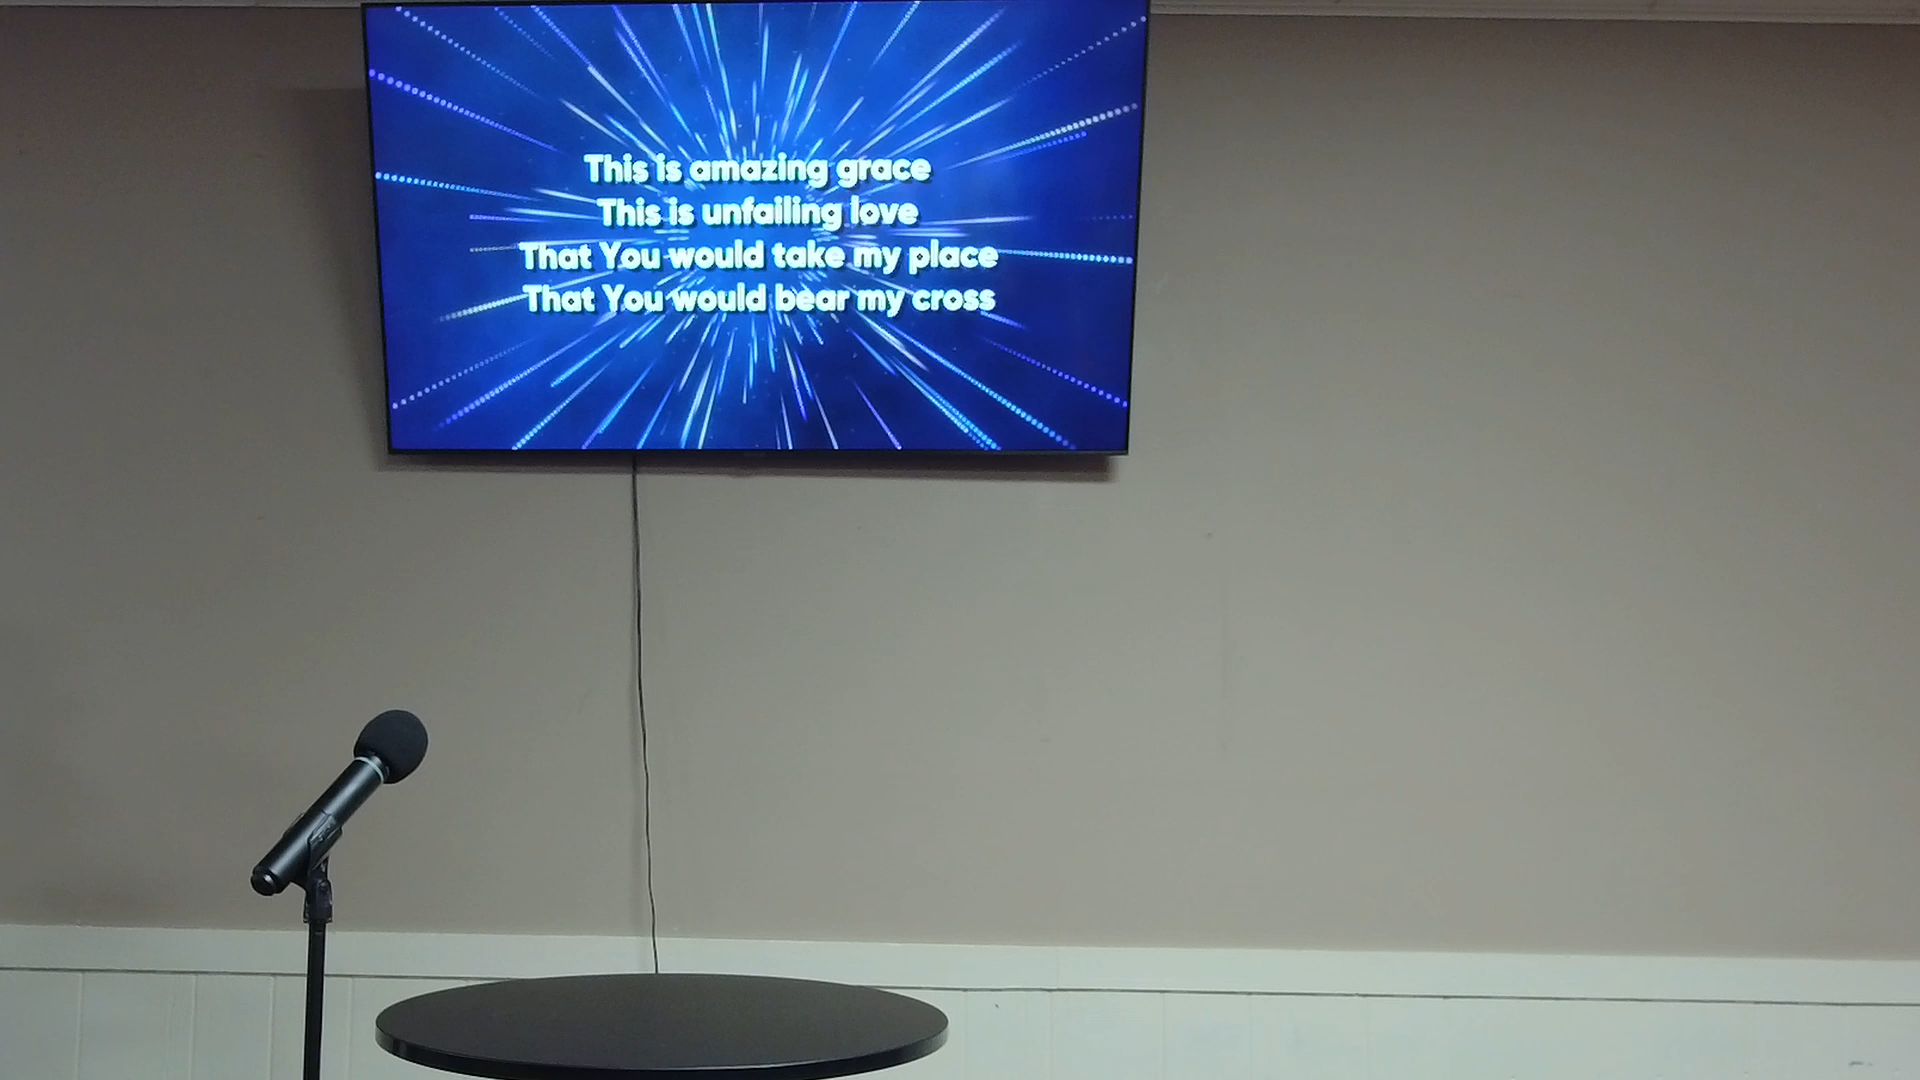 This is amazing grace
This is unfailing love
That You would take my place
That You would bear my cross